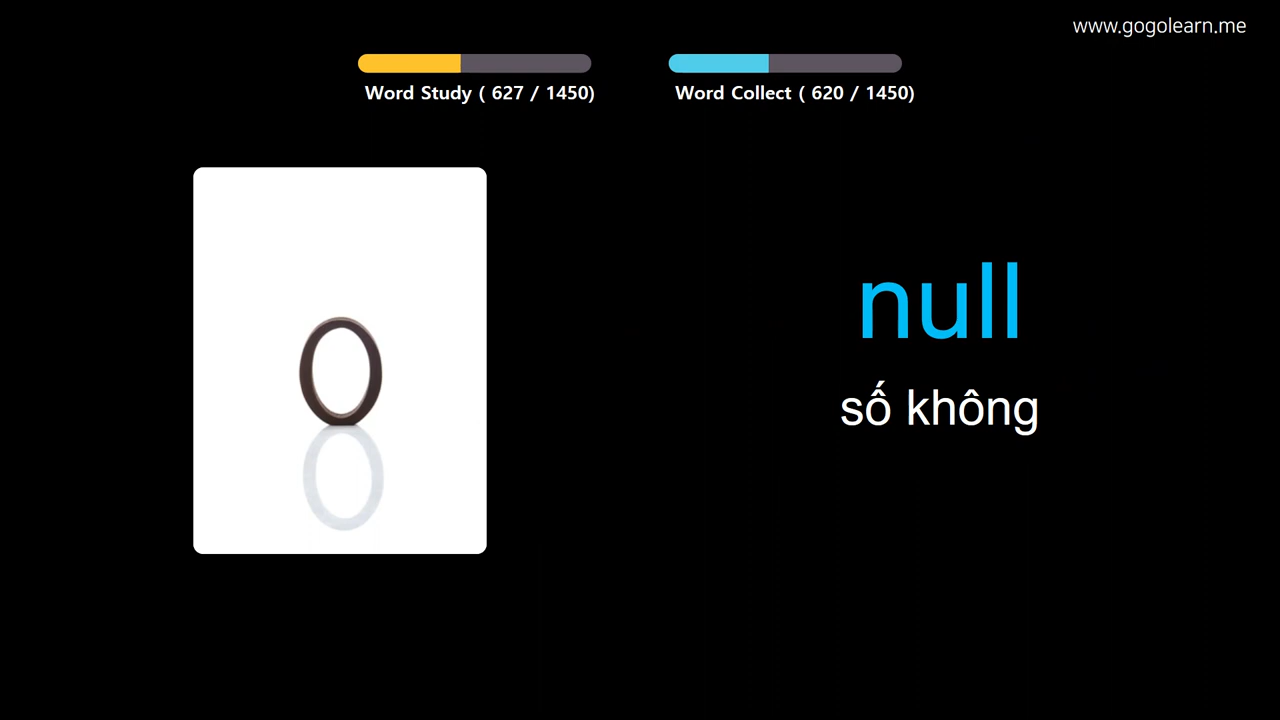 www.gogolearn.me
Word Study ( 627 / 1450)
Word Collect ( 620 / 1450)
0
null
số không